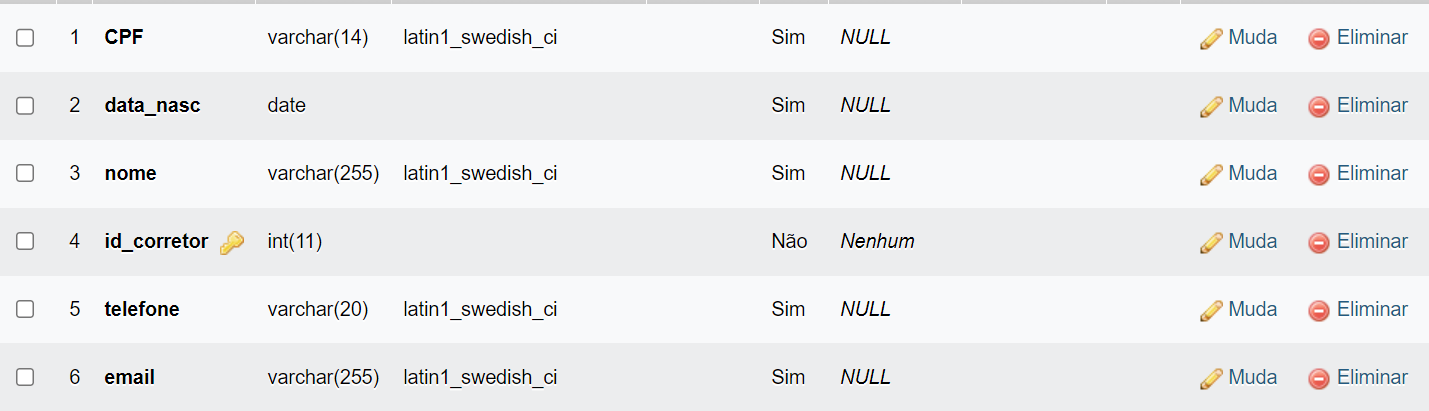 1 CPF varchar(14) latin1_swedish_ci Sim NULL Muda Eliminar
2 data_nasc date Sim NULL Muda Eliminar
3 nome varchar(255) latin1_swedish_ci Sim NULL Muda Eliminar
4 id_corretor int(11) Não Nenhum Muda Eliminar
5 telefone varchar(20) latin1_swedish_ci Sim NULL Muda Eliminar
6 email varchar(255) latin1_swedish_ci Sim NULL Muda Eliminar